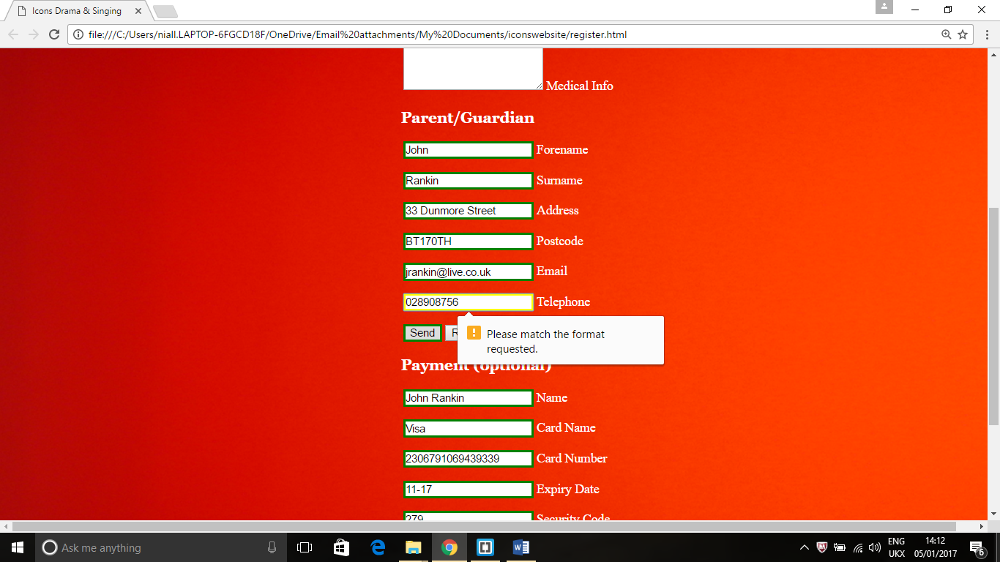 Icons Drama & Singing
file:///C:/Users/niall.LAPTOP-6FGCD18F/OneDrive/Email%20attachments/My%20Documents/iconswebsite/register.html
Medical Info
Parent/Guardian
John Forename
Rankin Surname
33 Dunmore Street Address
BT170TH Postcode
jrankin@live.co.uk Email
028908756 Telephone
Send R
Please match the format
requested.
Payment (optional)
John Rankin Name
Visa Card Name
2306791069439339 Card Number
11-17 Expiry Date
279 Security Code
Ask me anything
ENG 14:12
UKX 05/01/2017 6